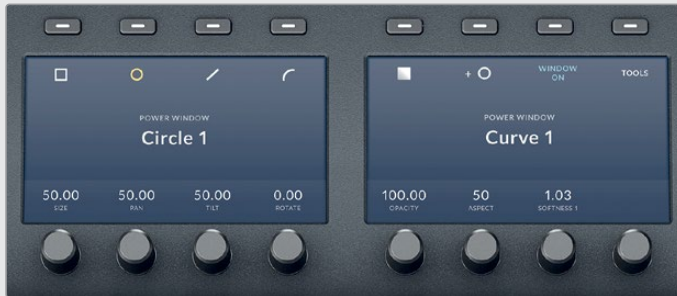 WINDOW
ON
TOOLS
POWER WINDOW
Circle 1
POWER WINDOW
Curve 1
50.00
SIZE
50.00
PAN
50.00
TILT
0.00
ROTATE
100.00
OPACITY
50
ASPECT
1.03
SOFTNESS 1